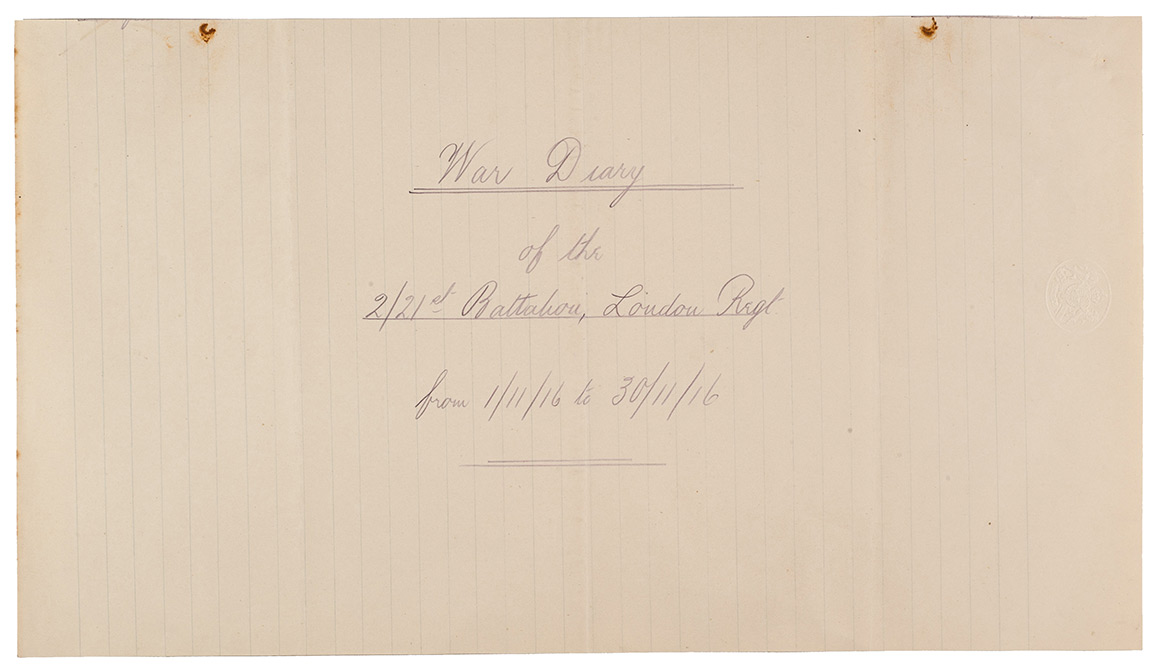 War Diary
of the
2/21st Battalion, London Regt
from 1/11/16 to 30/11/16